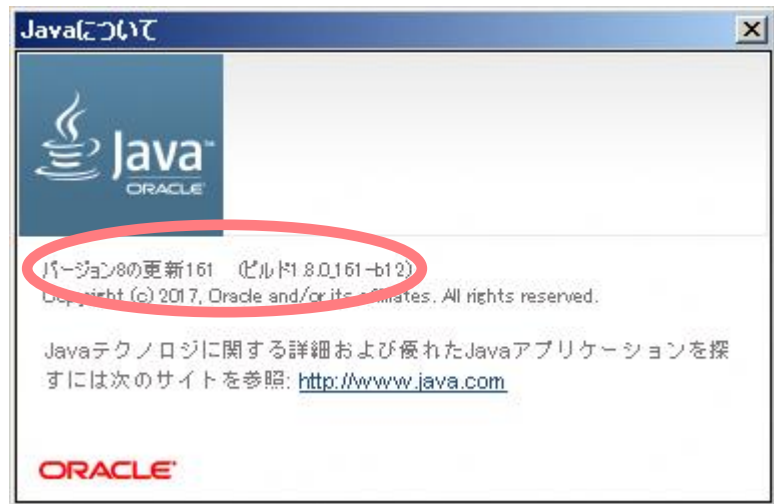 Javaについて
Java
ORACLE
バージョン8の更新161 (ビルド1.8.0_161-b12)
Copyright (c) 2017, Oracle and/or its affiliates. All rights reserved.
Javaテクノロジに関する詳細および優れたJavaアプリケーションを探
すには次のサイトを参照: http://www.java.com
ORACLE